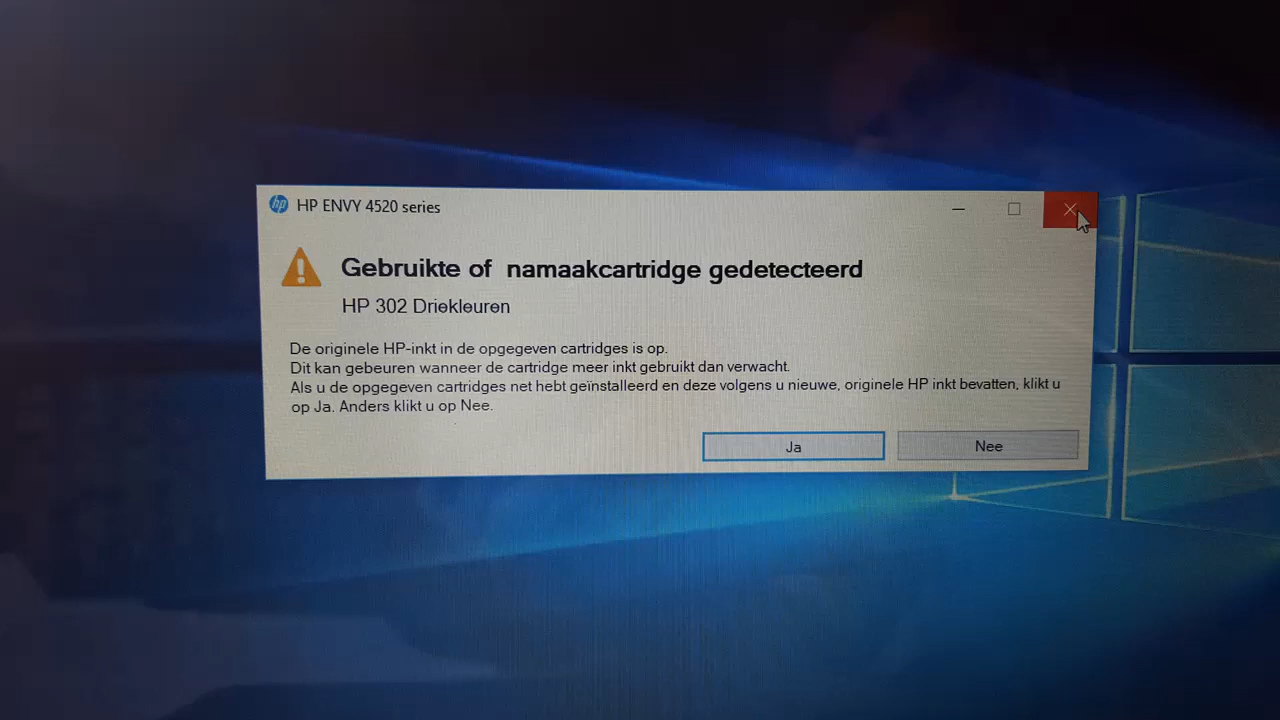 hp HP ENVY 4520 series
Gebruikte of namaakcartridge gedetecteerd
HP 302 Driekleuren
De originele HP-inkt in de opgegeven cartridges is op.
Dit kan gebeuren wanneer de cartridge meer inkt gebruikt dan verwacht.
Als u de opgegeven cartridges net hebt geïnstalleerd en deze volgens u nieuwe, originele HP inkt bevatten, klikt u
op Ja. Anders klikt u op Nee.
Ja Nee